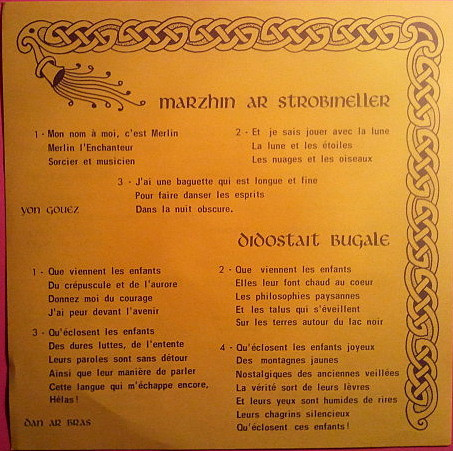 MARZHIN AR STROBINELLER
1 - Mon nom à moi, c'est Merlin
Merlin l'Enchanteur
Sorcier et musicien
2 - Et je sais jouer avec la lune
La lune et les étoiles
Les nuages et les oiseaux
3 - J'ai une baguette qui est longue et fine
Pour faire danser les esprits
Dans la nuit obscure.
YON GOUEZ
DIDOSTAIT BUGALE
1 - Que viennent les enfants
Du crépuscule et de l'aurore
Donnez moi du courage
J'ai peur devant l'avenir
2 - Que viennent les enfants
Elles leur font chaud au coeur
Les philosophies paysannes
Et les talus qui s'éveillent
Sur les terres autour du lac noir
3 - Qu'éclosent les enfants
Des dures luttes, de l'entente
Leurs paroles sont sans détour
Ainsi que leur manière de parler
Cette langue qui m'échappe encore,
Hélas !
4 - Qu'éclosent les enfants joyeux
Des montagnes jaunes
Nostalgiques des anciennes veillées
La vérité sort de leurs lèvres
Et leurs yeux sont humides de rires
Leurs chagrins silencieux
Qu'éclosent ces enfants !
DAN AR BRAS